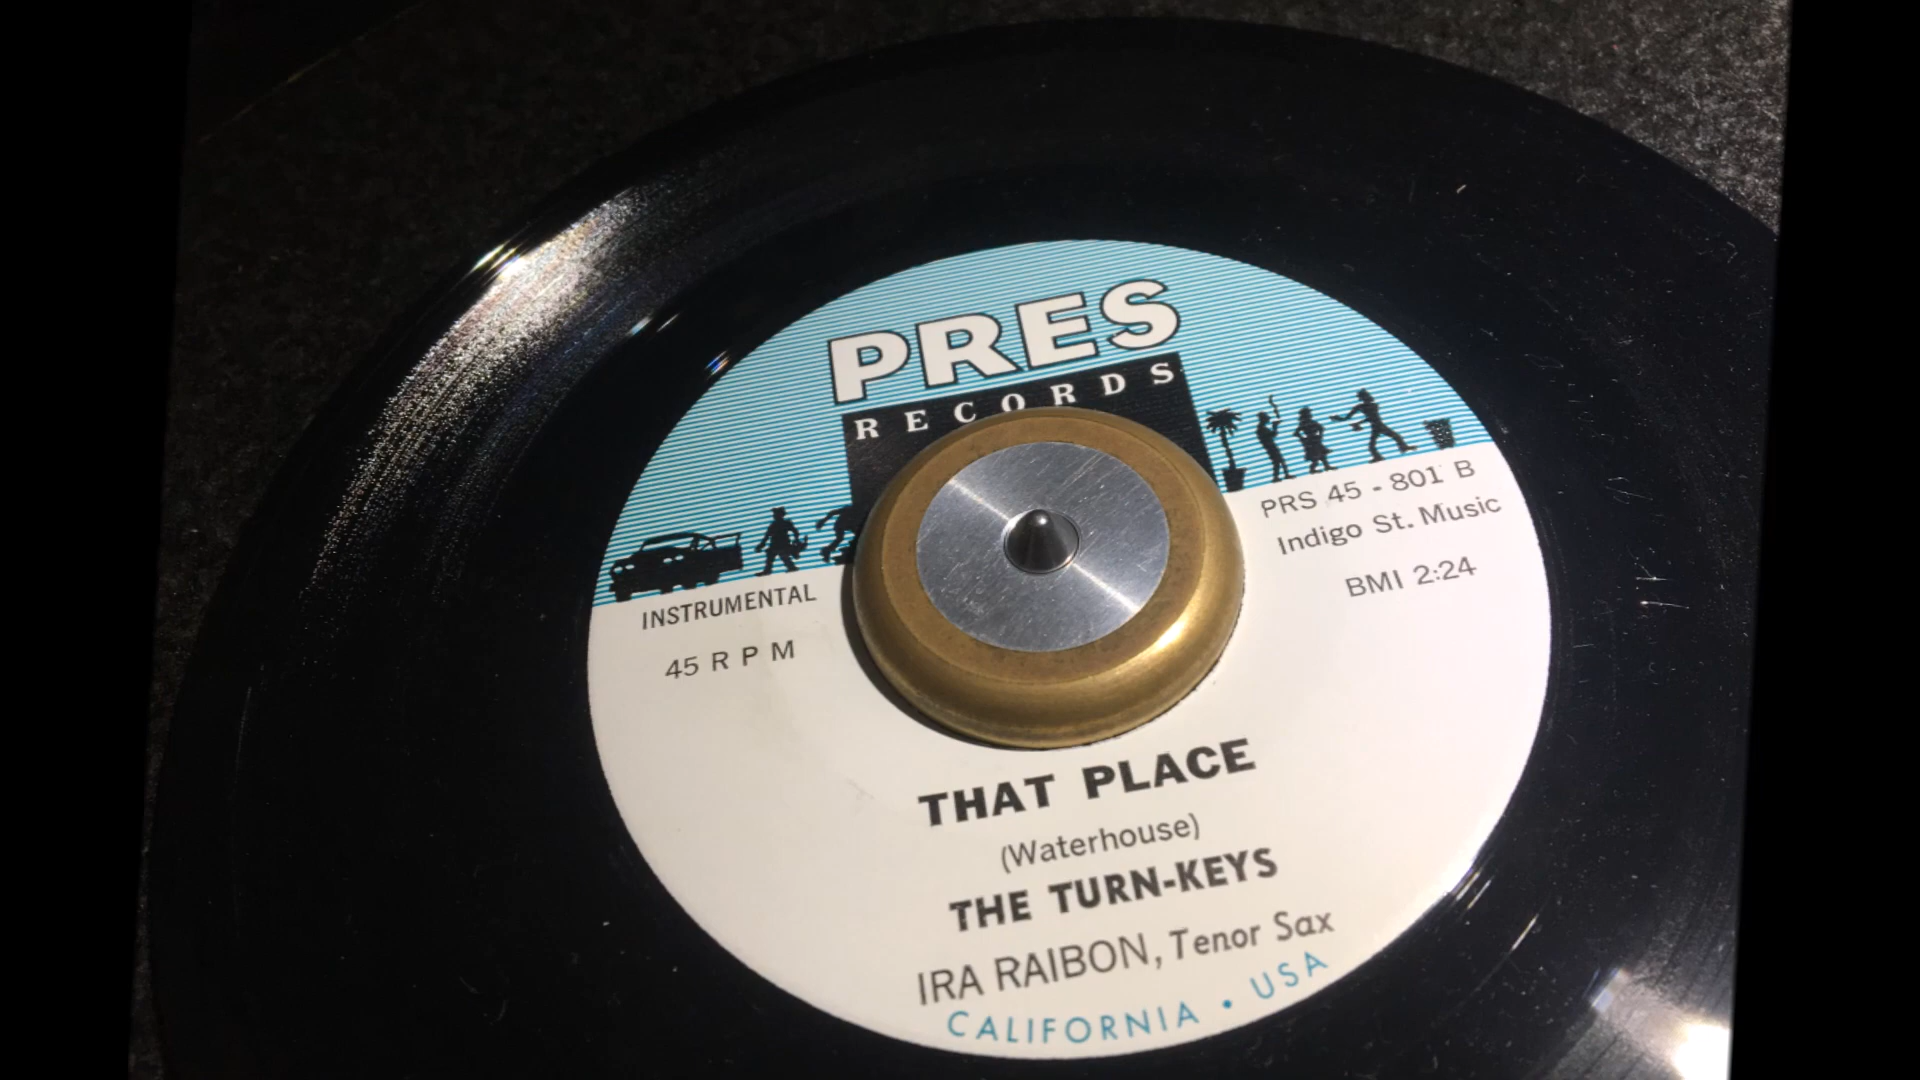 PRES
RECORDS
PRS 45 - 801 B
Indigo St. Music
BMI 2:24
INSTRUMENTAL
45 R P M
THAT PLACE
(Waterhouse)
THE TURN-KEYS
IRA RAIBON, Tenor Sax
CALIFORNIA • USA